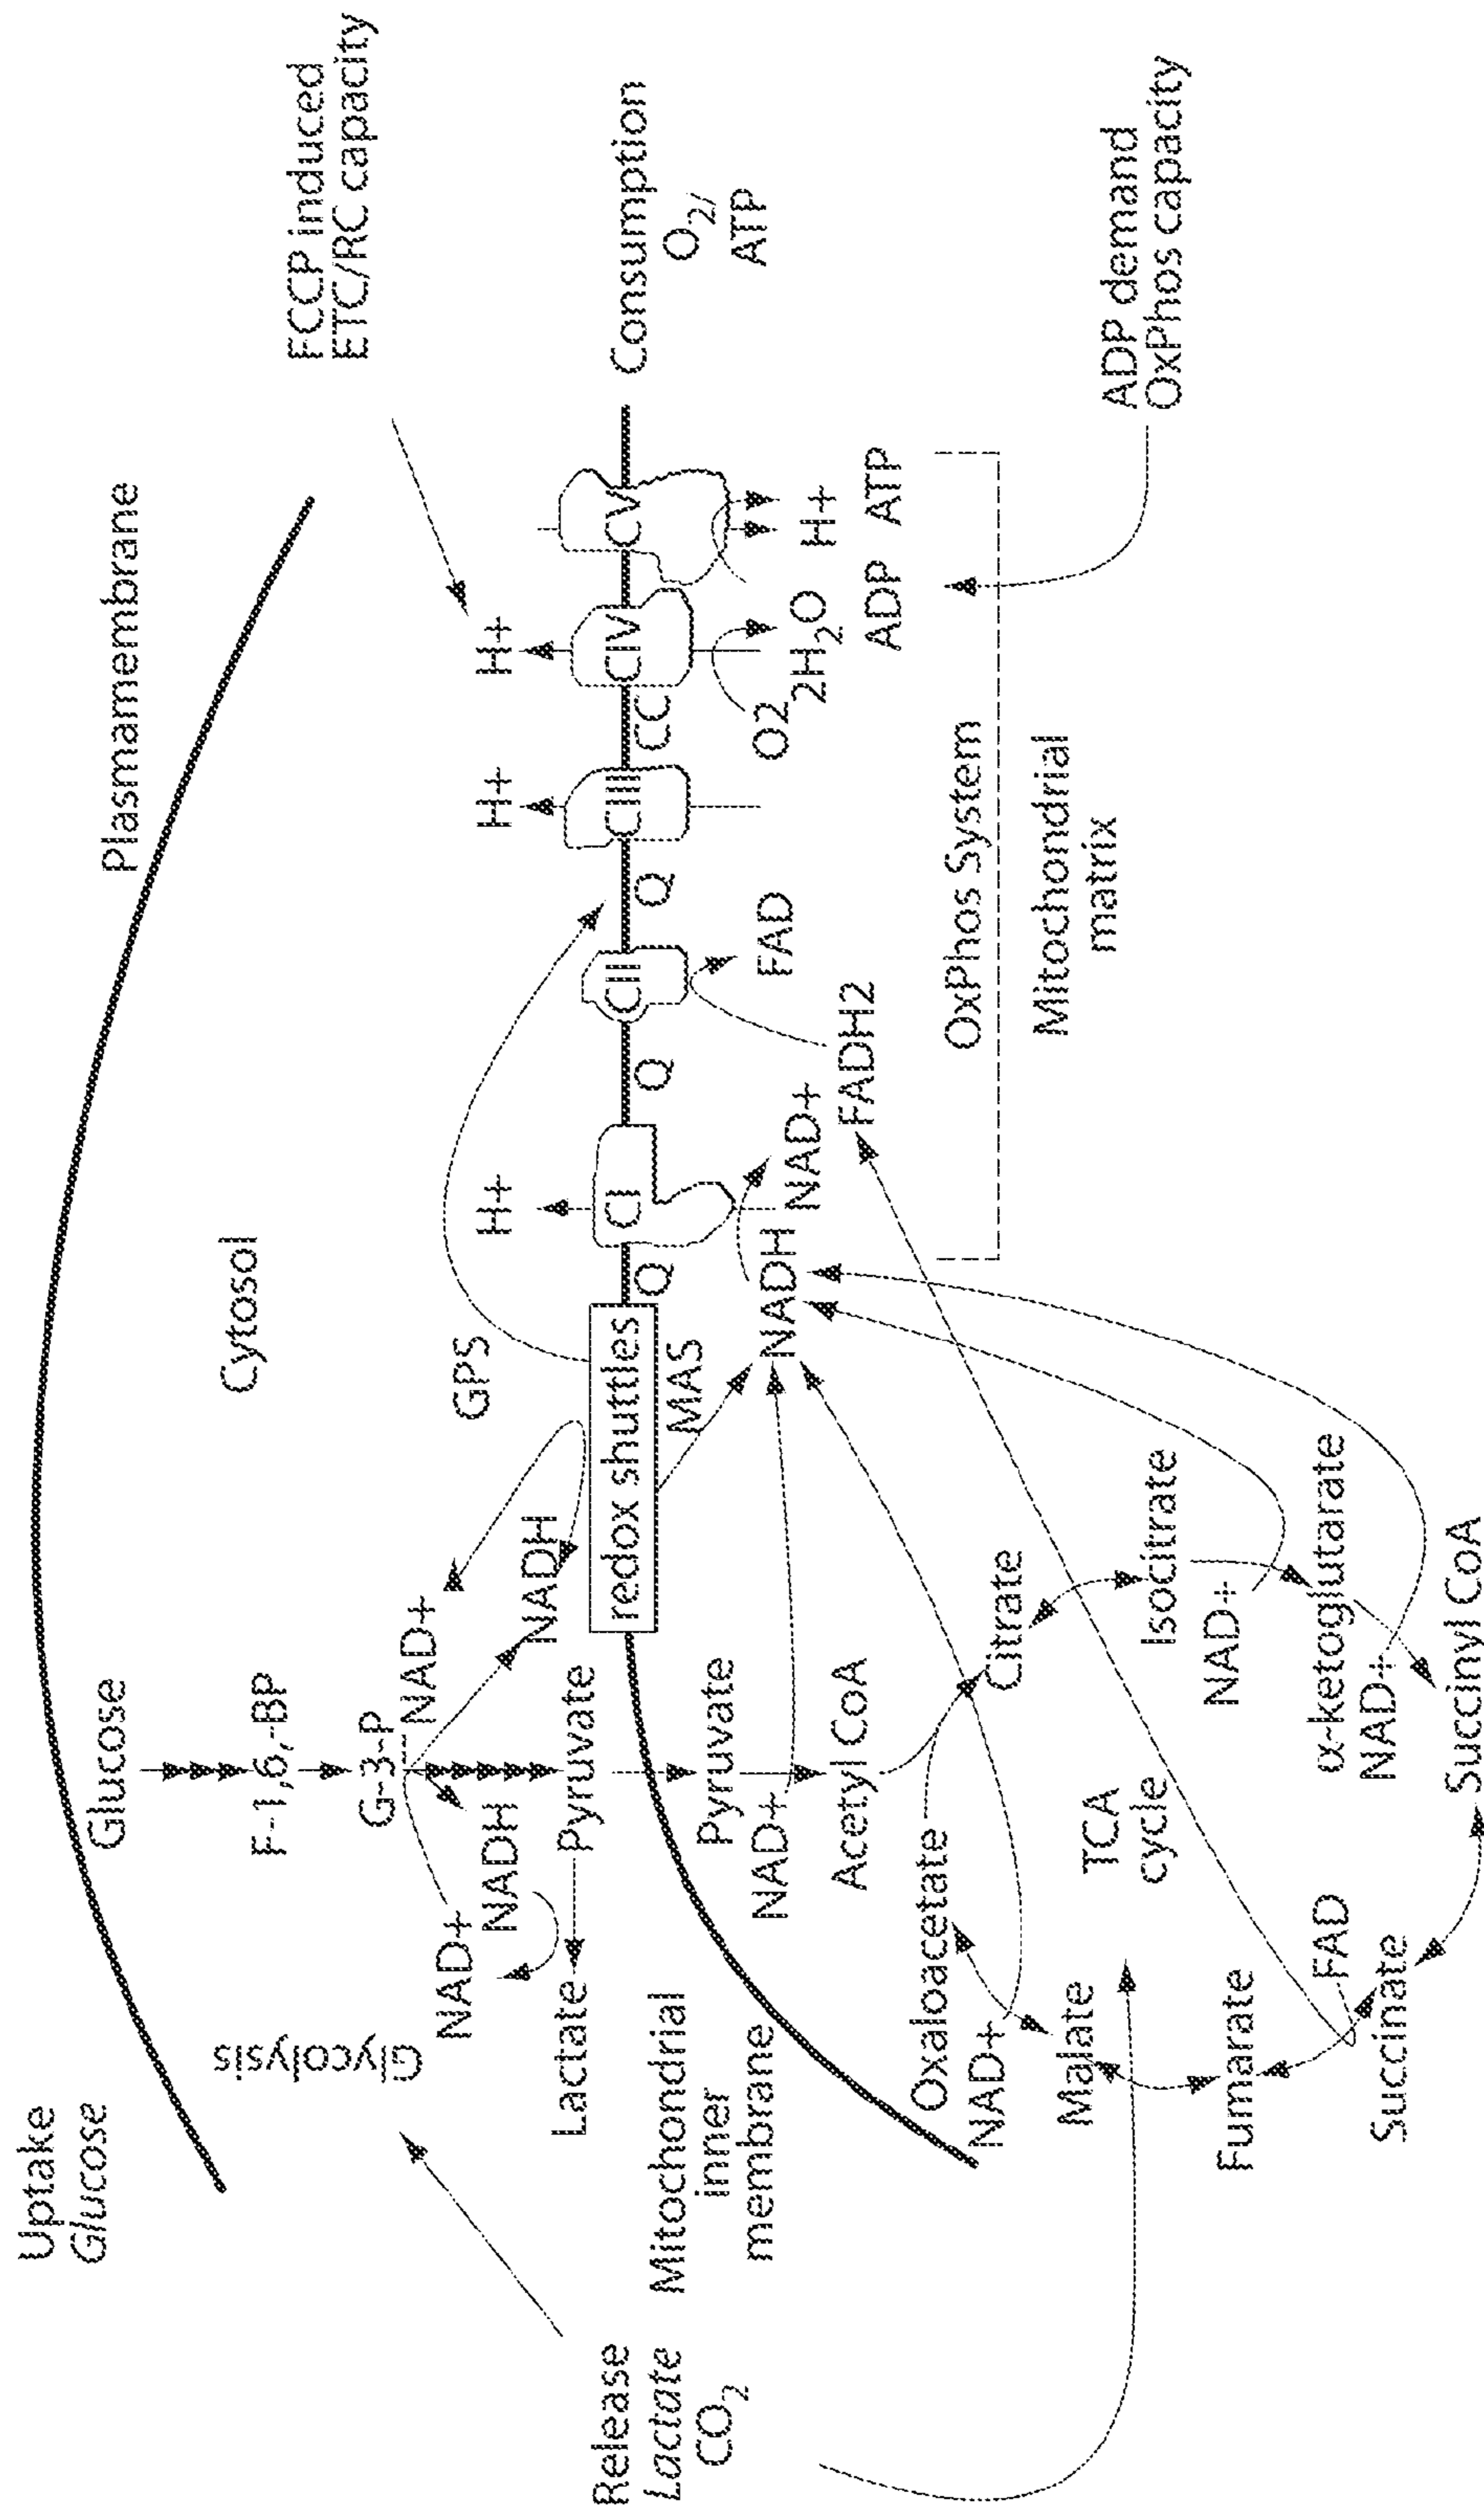 Uptake
Glucose
Plasmamembrane
Glucose
Cytosol
Glycolysis
F-1,6,-BP
FCCP induced
ETC/RC capacity
G-3-P
NAD+
NAD+
NADH
NADH
GPS
H+
H+
H+
Lactate
Pyruvate
Release
Lactate
CO2
redox shuttles
MAS
Q
CI
Q
CII
Q
CIII
CC
CIV
CV
Consumption
O2/
ATP
Mitochondrial
inner
membrane
Pyruvate
NAD+
NADH
NAD+
FAD
O2
2H2O
H+
Acetyl CoA
FADH2
ADP
ATP
Oxaloacetate
NAD+
Citrate
OxPhos System
Mitochondrial
matrix
Malate
TCA
cycle
Isocitrate
NAD+
ADP demand
OxPhos capacity
Fumarate
FAD
α-ketoglutarate
NAD+
Succinate
Succinyl CoA